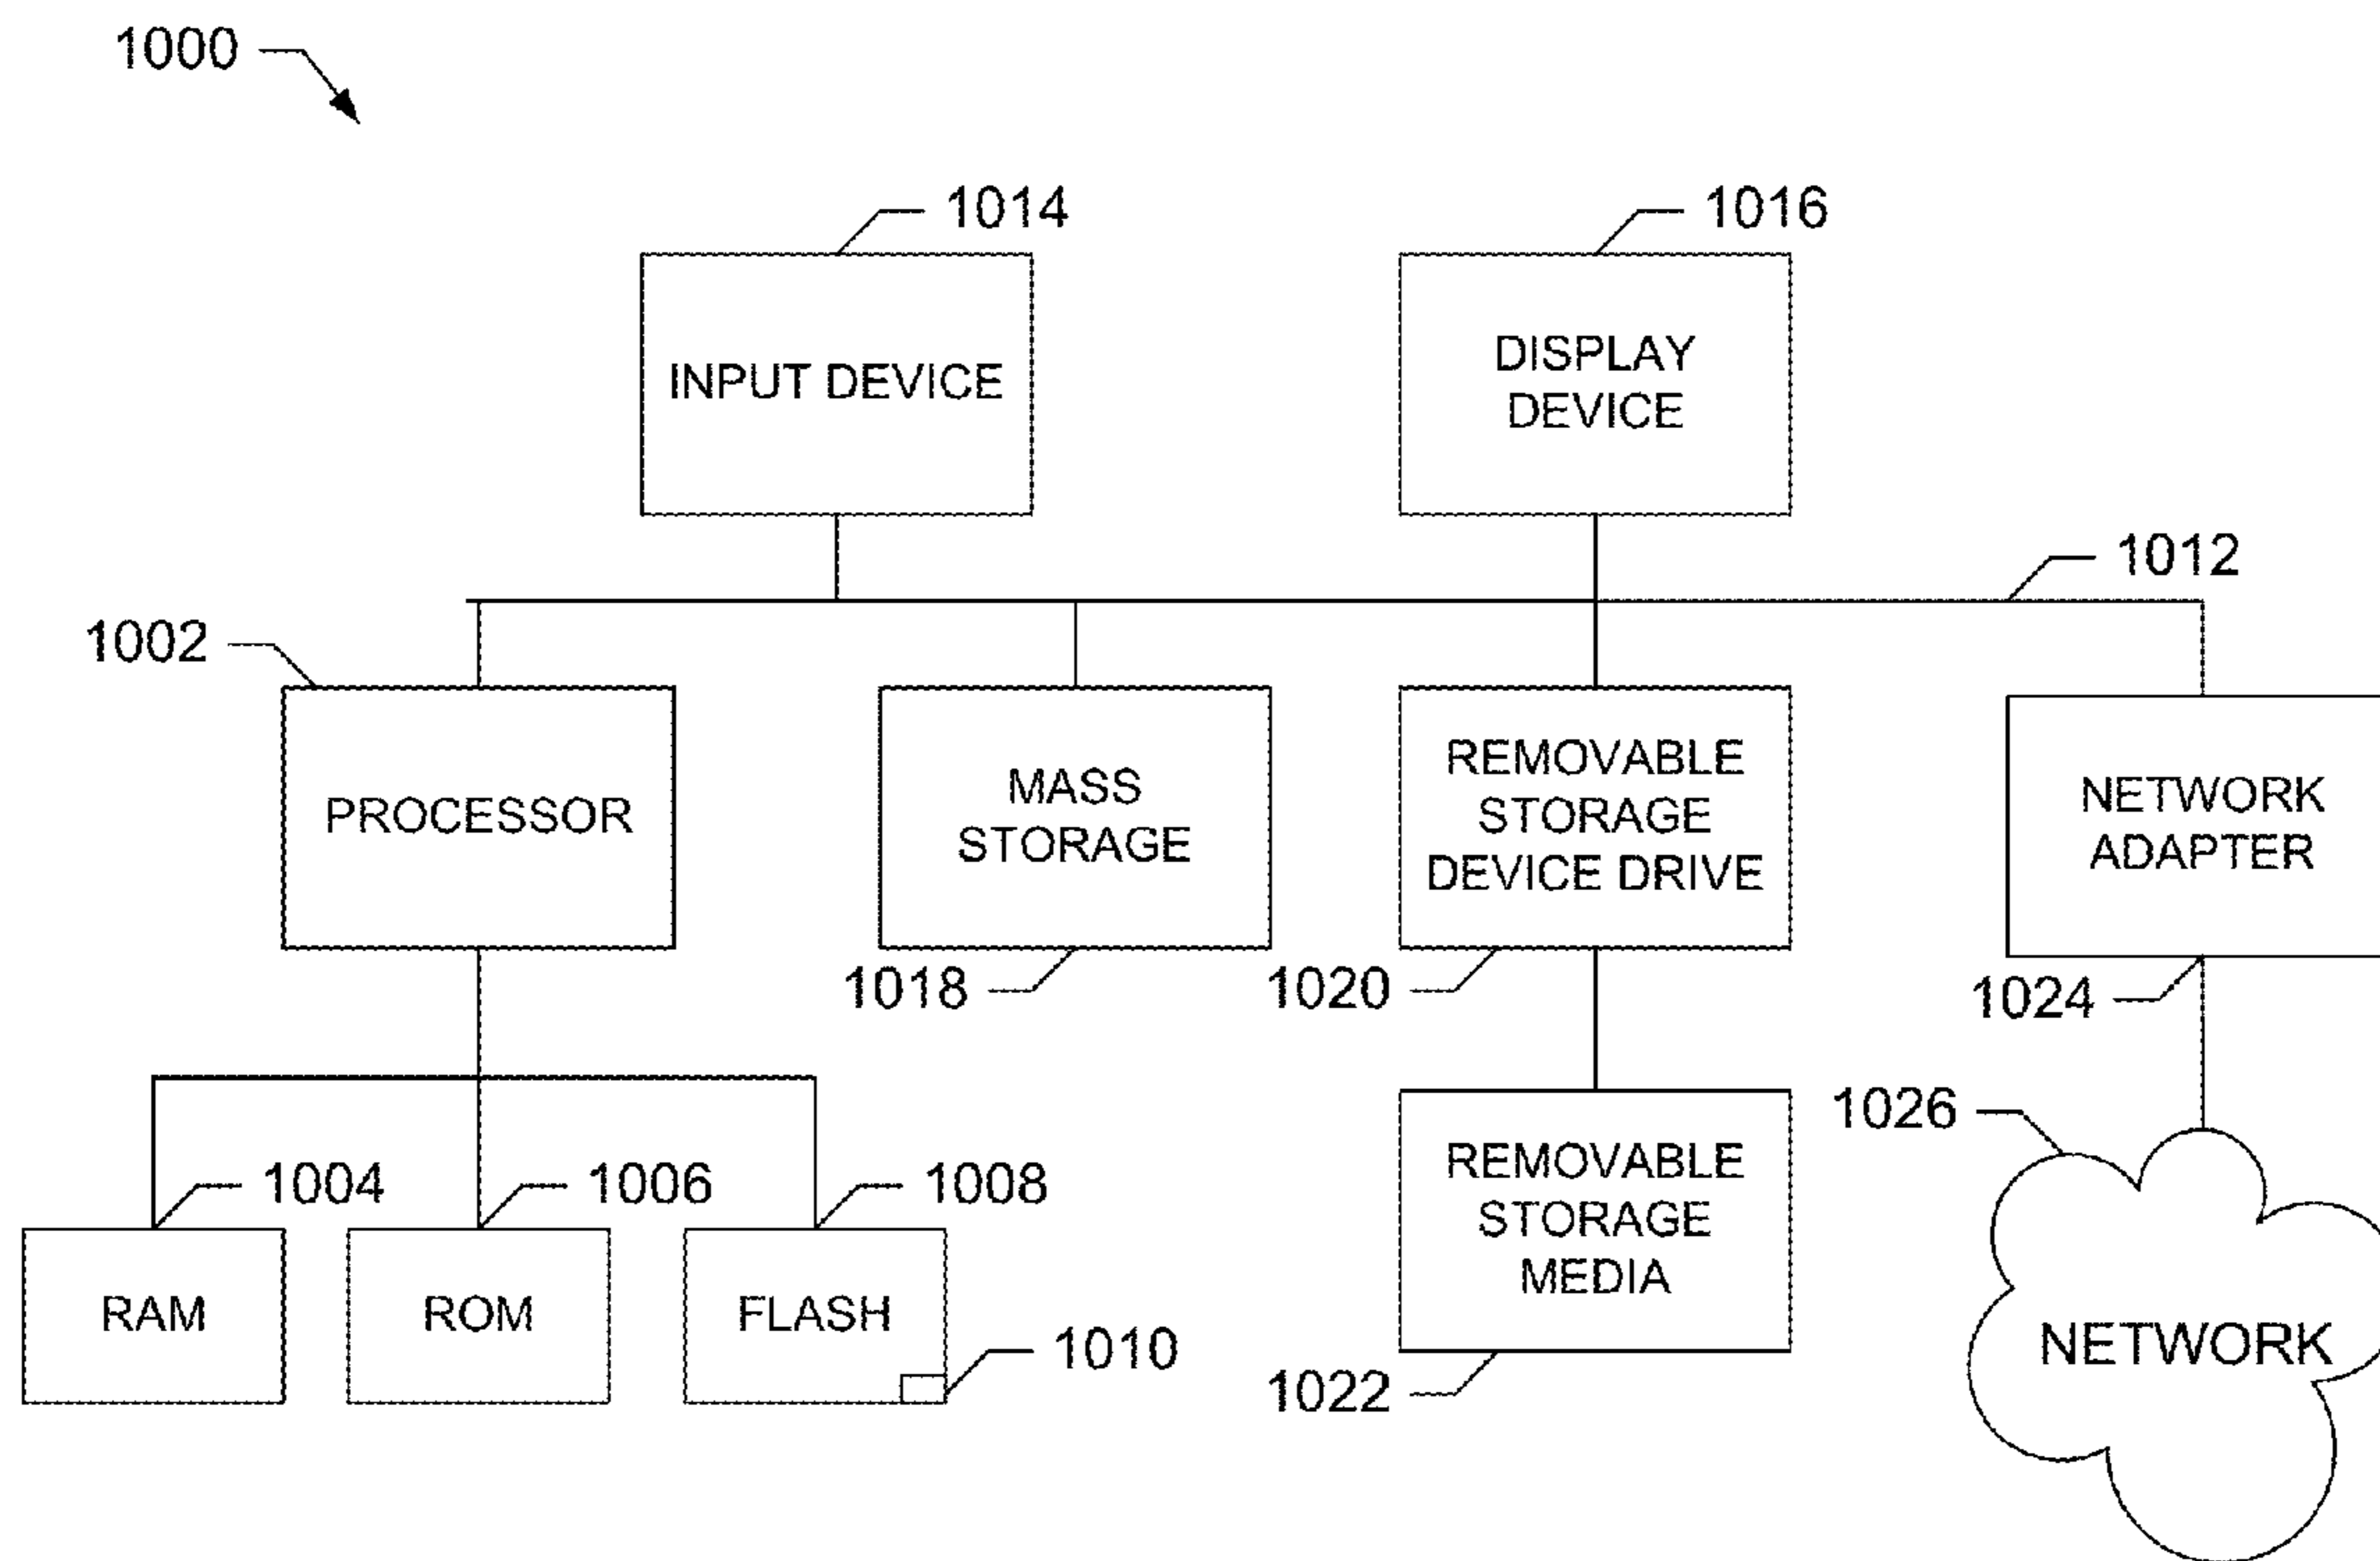 1000
1014
1016
INPUT DEVICE
DISPLAY
DEVICE
1012
1002
PROCESSOR
MASS
STORAGE
REMOVABLE
STORAGE
DEVICE DRIVE
NETWORK
ADAPTER
1018
1020
1024
1026
1004
1006
1008
RAM
ROM
FLASH
1010
REMOVABLE
STORAGE
MEDIA
1022
NETWORK